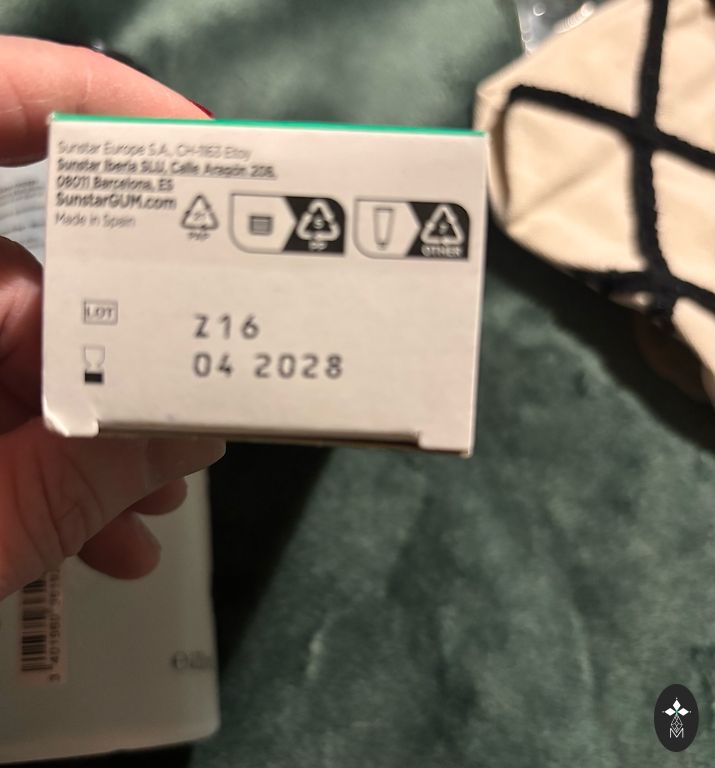 Sunstar Europe S.A., CH-1163 Etoy
Sunstar Iberia SLU, Calle Aragón 208,
08011 Barcelona, ES
SunstarGUM.com
Made in Spain
PAP
PP
OTHER
LOT
Z16
04 2028
M